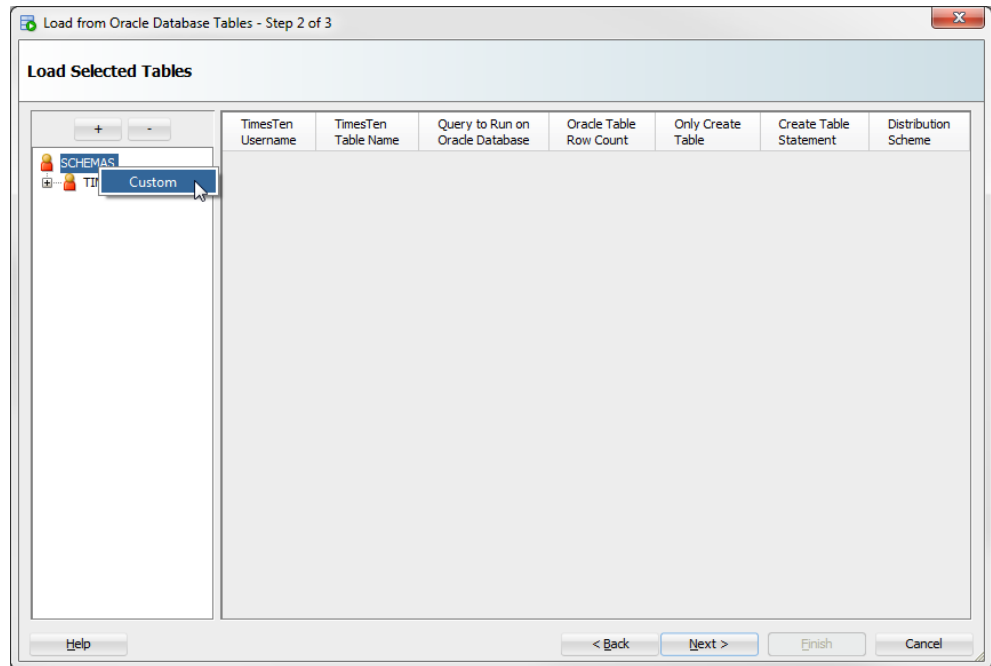 Load from Oracle Database Tables - Step 2 of 3
Load Selected Tables
+ -
TimesTen Username
TimesTen Table Name
Query to Run on Oracle Database
Oracle Table Row Count
Only Create Table
Create Table Statement
Distribution Scheme
SCHEMAS
Custom
Help
< Back
Next >
Finish
Cancel